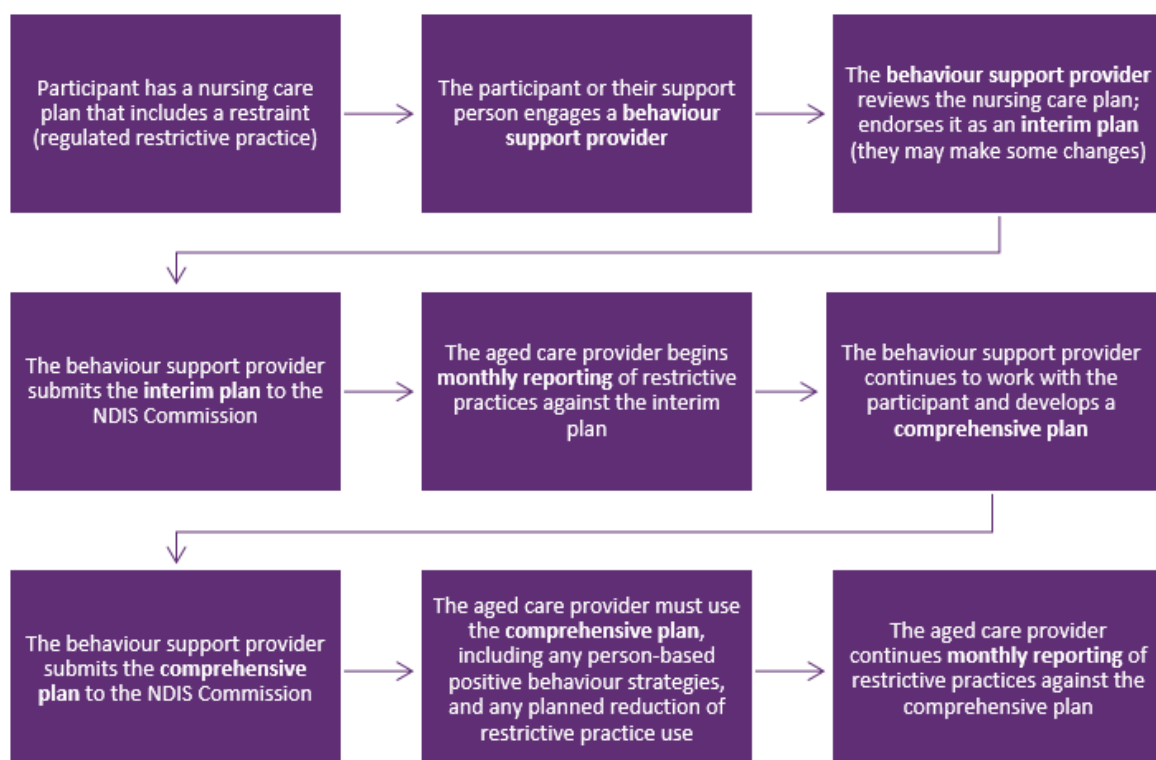 Participant has a nursing care
plan that includes a restraint
(regulated restrictive practice)
The participant or their support
person engages a behaviour
support provider
The behaviour support provider
reviews the nursing care plan;
endorses it as an interim plan
(they may make some changes)
The behaviour support provider
submits the interim plan to the
NDIS Commission
The aged care provider begins
monthly reporting of restrictive
practices against the interim
plan
The behaviour support provider
continues to work with the
participant and develops a
comprehensive plan
The behaviour support provider
submits the comprehensive
plan to the NDIS Commission
The aged care provider must use
the comprehensive plan,
including any person-based
positive behaviour strategies,
and any planned reduction of
restrictive practice use
The aged care provider
continues monthly reporting of
restrictive practices against the
comprehensive plan